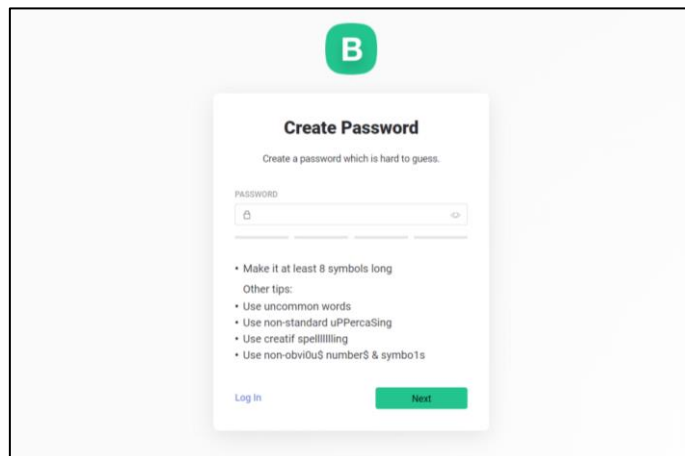 B
Create Password
Create a password which is hard to guess.
PASSWORD
• Make it at least 8 symbols long
Other tips:
• Use uncommon words
• Use non-standard uPPercaSing
• Use creatif spelllllllling
• Use non-obvi0u$ number$ & symbo1s
Log In
Next